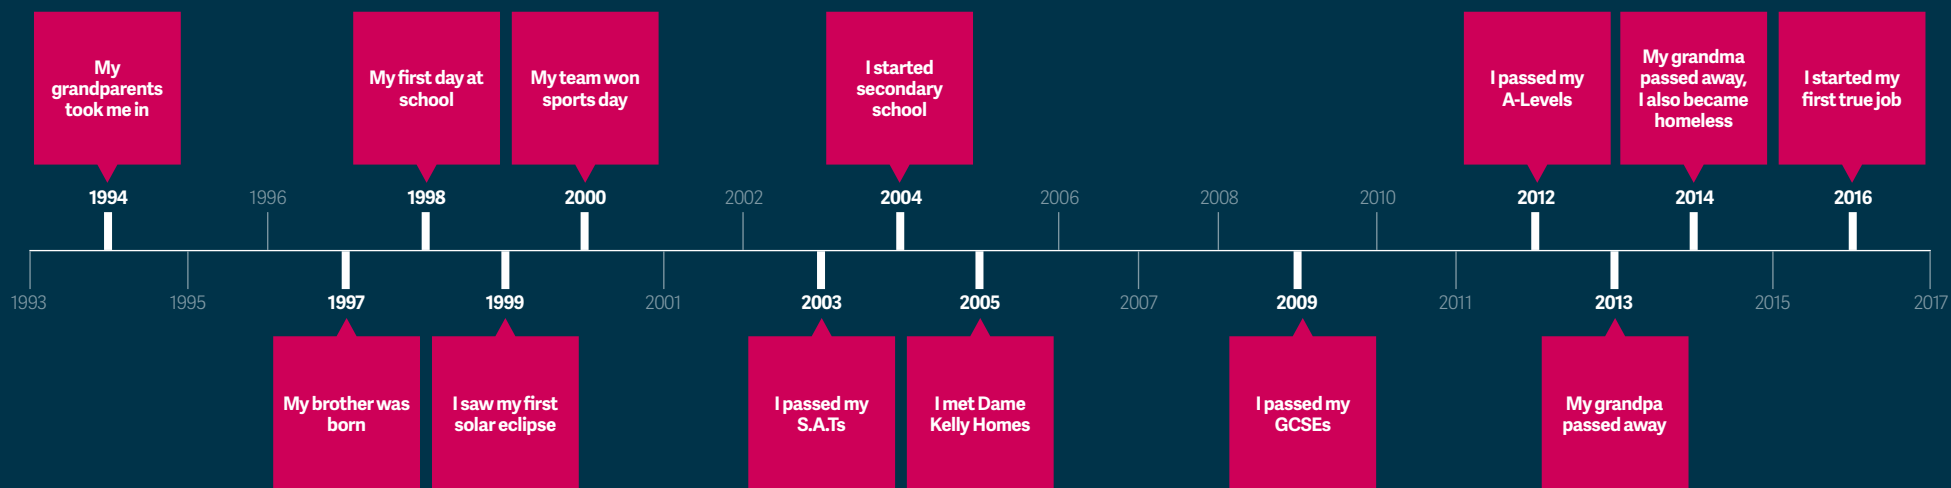 My
grandparents
took me in
My first day at
school
My team won
sports day
I started
secondary
school
I passed my
A-Levels
My grandma
passed away,
I also became
homeless
I started my
first true job
1994
1996
1998
2000
2002
2004
2006
2008
2010
2012
2014
2016
1993
1995
1997
1999
2001
2003
2005
2007
2009
2011
2013
2015
2017
My brother was
born
I saw my first
solar eclipse
I passed my
S.A.Ts
I met Dame
Kelly Homes
I passed my
GCSEs
My grandpa
passed away